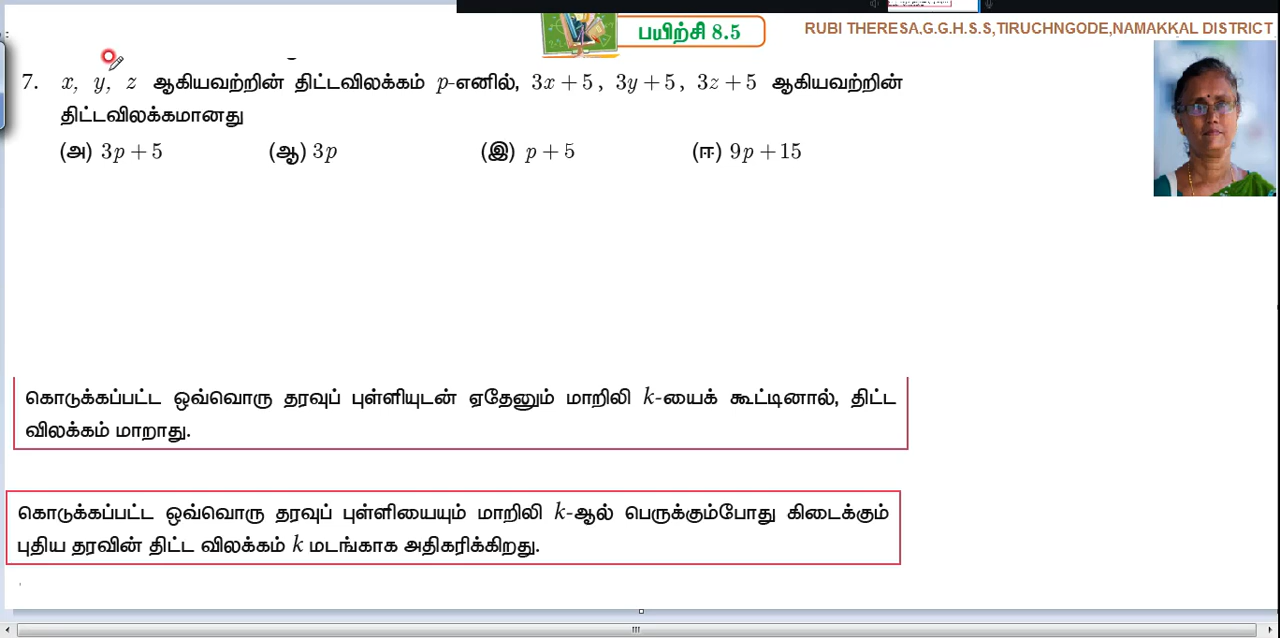 பயிற்சி 8.5
RUBI THERESA.G.G.H.S.S,TIRUCHNGODE,NAMAKKAL DISTRICT
7. x, y, z ஆகியவற்றின் திட்டவிலக்கம் p-எனில், 3x + 5 , 3y + 5 , 3z + 5 ஆகியவற்றின்
திட்டவிலக்கமானது
(அ) 3p + 5 (ஆ) 3p (இ) p + 5 (ஈ) 9p + 15
கொடுக்கப்பட்ட ஒவ்வொரு தரவுப் புள்ளியுடன் ஏதேனும் மாறிலி k-யைக் கூட்டினால், திட்ட
விலக்கம் மாறாது.
கொடுக்கப்பட்ட ஒவ்வொரு தரவுப் புள்ளியையும் மாறிலி k-ஆல் பெருக்கும்போது கிடைக்கும்
புதிய தரவின் திட்ட விலக்கம் k மடங்காக அதிகரிக்கிறது.